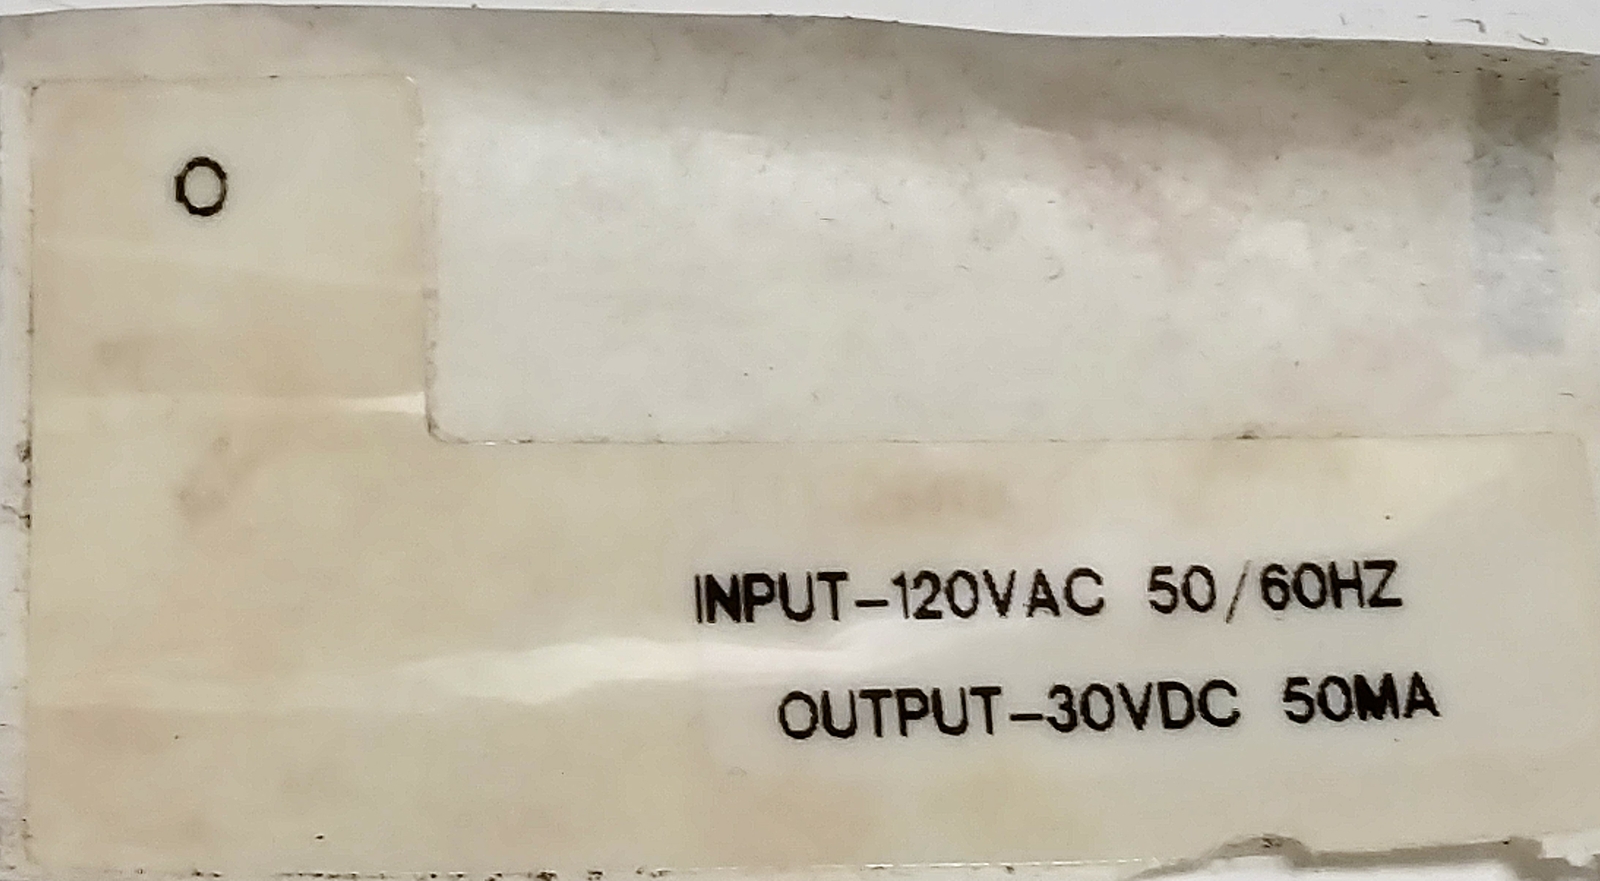 O
INPUT-120VAC 50/60HZ
OUTPUT-30VDC 50MA